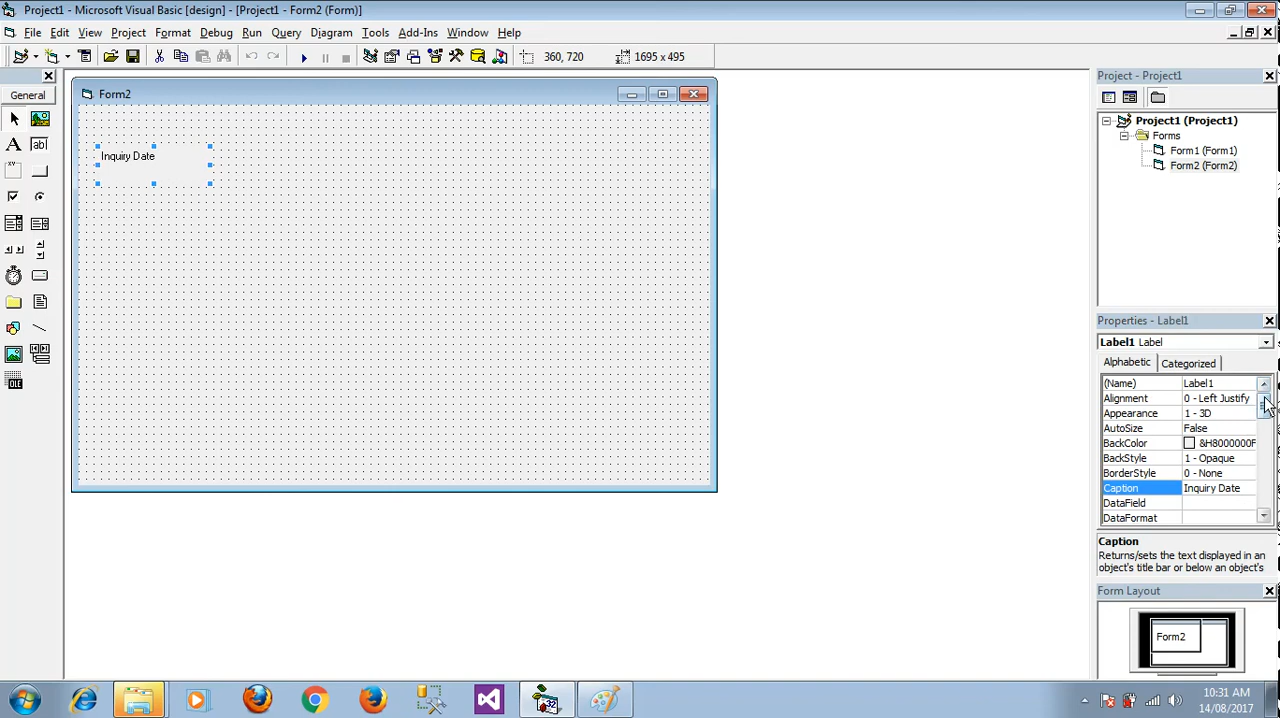 Project1 - Microsoft Visual Basic [design] - [Project1 - Form2 (Form)]
File Edit View Project Format Debug Run Query Diagram Tools Add-Ins Window Help
360, 720 1695 x 495
General
A ab|
xy
OLE
Form2
Inquiry Date
Project - Project1
Project1 (Project1)
Forms
Form1 (Form1)
Form2 (Form2)
Properties - Label1
Label1 Label
Alphabetic Categorized
(Name) Label1
Alignment 0 - Left Justify
Appearance 1 - 3D
AutoSize False
BackColor &H8000000F
BackStyle 1 - Opaque
BorderStyle 0 - None
Caption Inquiry Date
DataField
DataFormat
Caption
Returns/sets the text displayed in an
object's title bar or below an object's
Form Layout
Form2
32
10:31 AM
14/08/2017